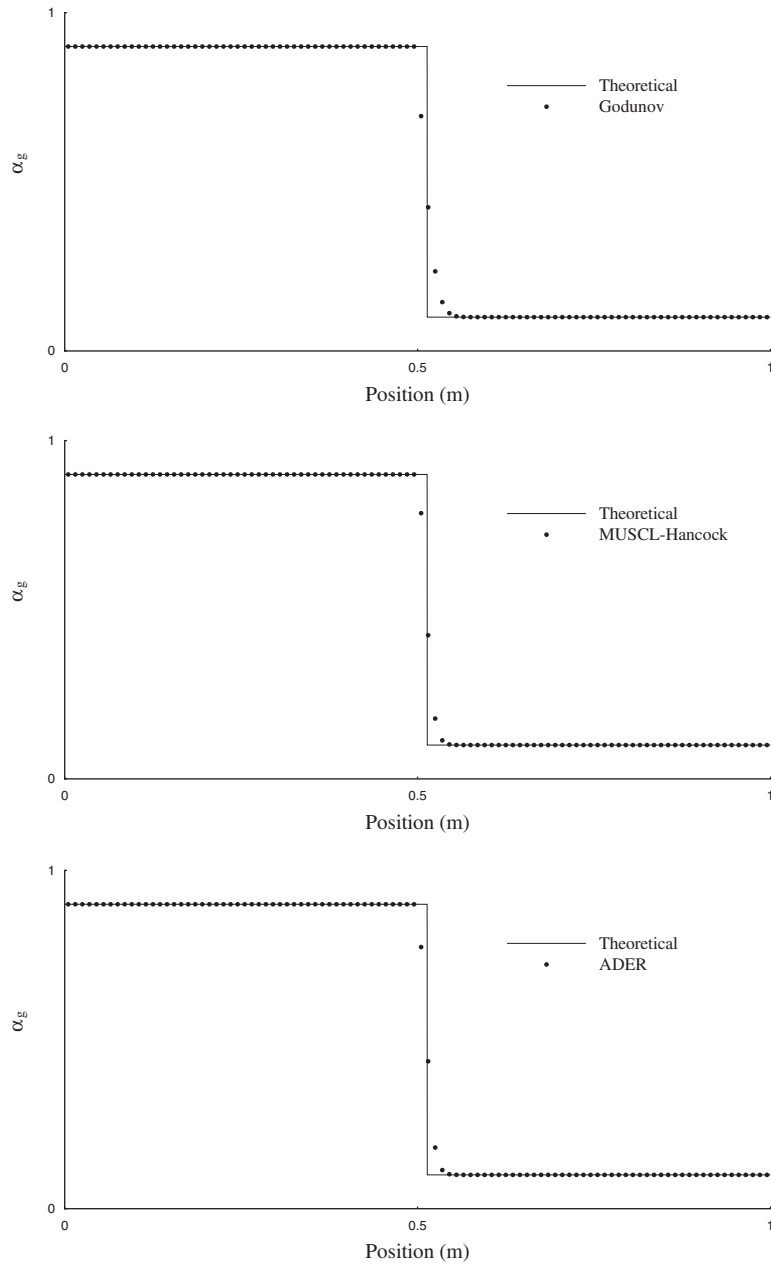 1
Theoretical
Godunov
αg
0
0
0.5
1
Position (m)
1
Theoretical
MUSCL-Hancock
αg
0
0
0.5
1
Position (m)
1
Theoretical
ADER
αg
0
0
0.5
1
Position (m)